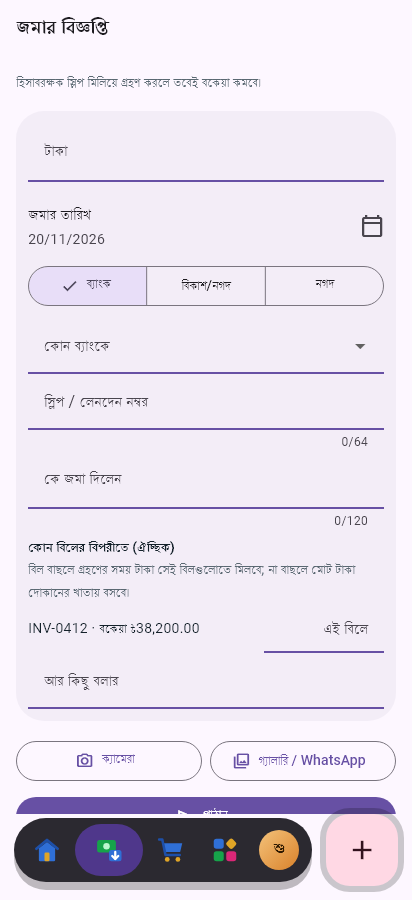 জমার বিজ্ঞপ্তি
হিসাবরক্ষক স্লিপ মিলিয়ে গ্রহণ করলে তবেই বকেয়া কমবে।
টাকা
জমার তারিখ
20/11/2026
ব্যাংক
বিকাশ/নগদ
নগদ
কোন ব্যাংকে
স্লিপ / লেনদেন নম্বর
0/64
কে জমা দিলেন
0/120
কোন বিলের বিপরীতে (ঐচ্ছিক)
বিল বাছলে গ্রহণের সময় টাকা সেই বিলগুলোতে মিলবে; না বাছলে মোট টাকা
দোকানের খাতায় বসবে।
INV-0412 · বকেয়া ৳38,200.00
এই বিলে
আর কিছু বলার
ক্যামেরা
গ্যালারি / WhatsApp
শু